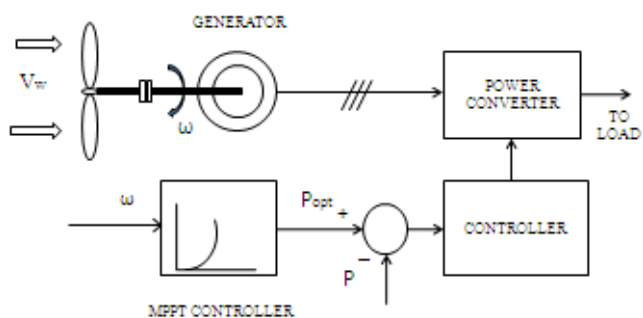 GENERATOR
Vw
ω
POWER
CONVERTER
TO
LOAD
ω
Popt
+
−
P
CONTROLLER
MPPT CONTROLLER